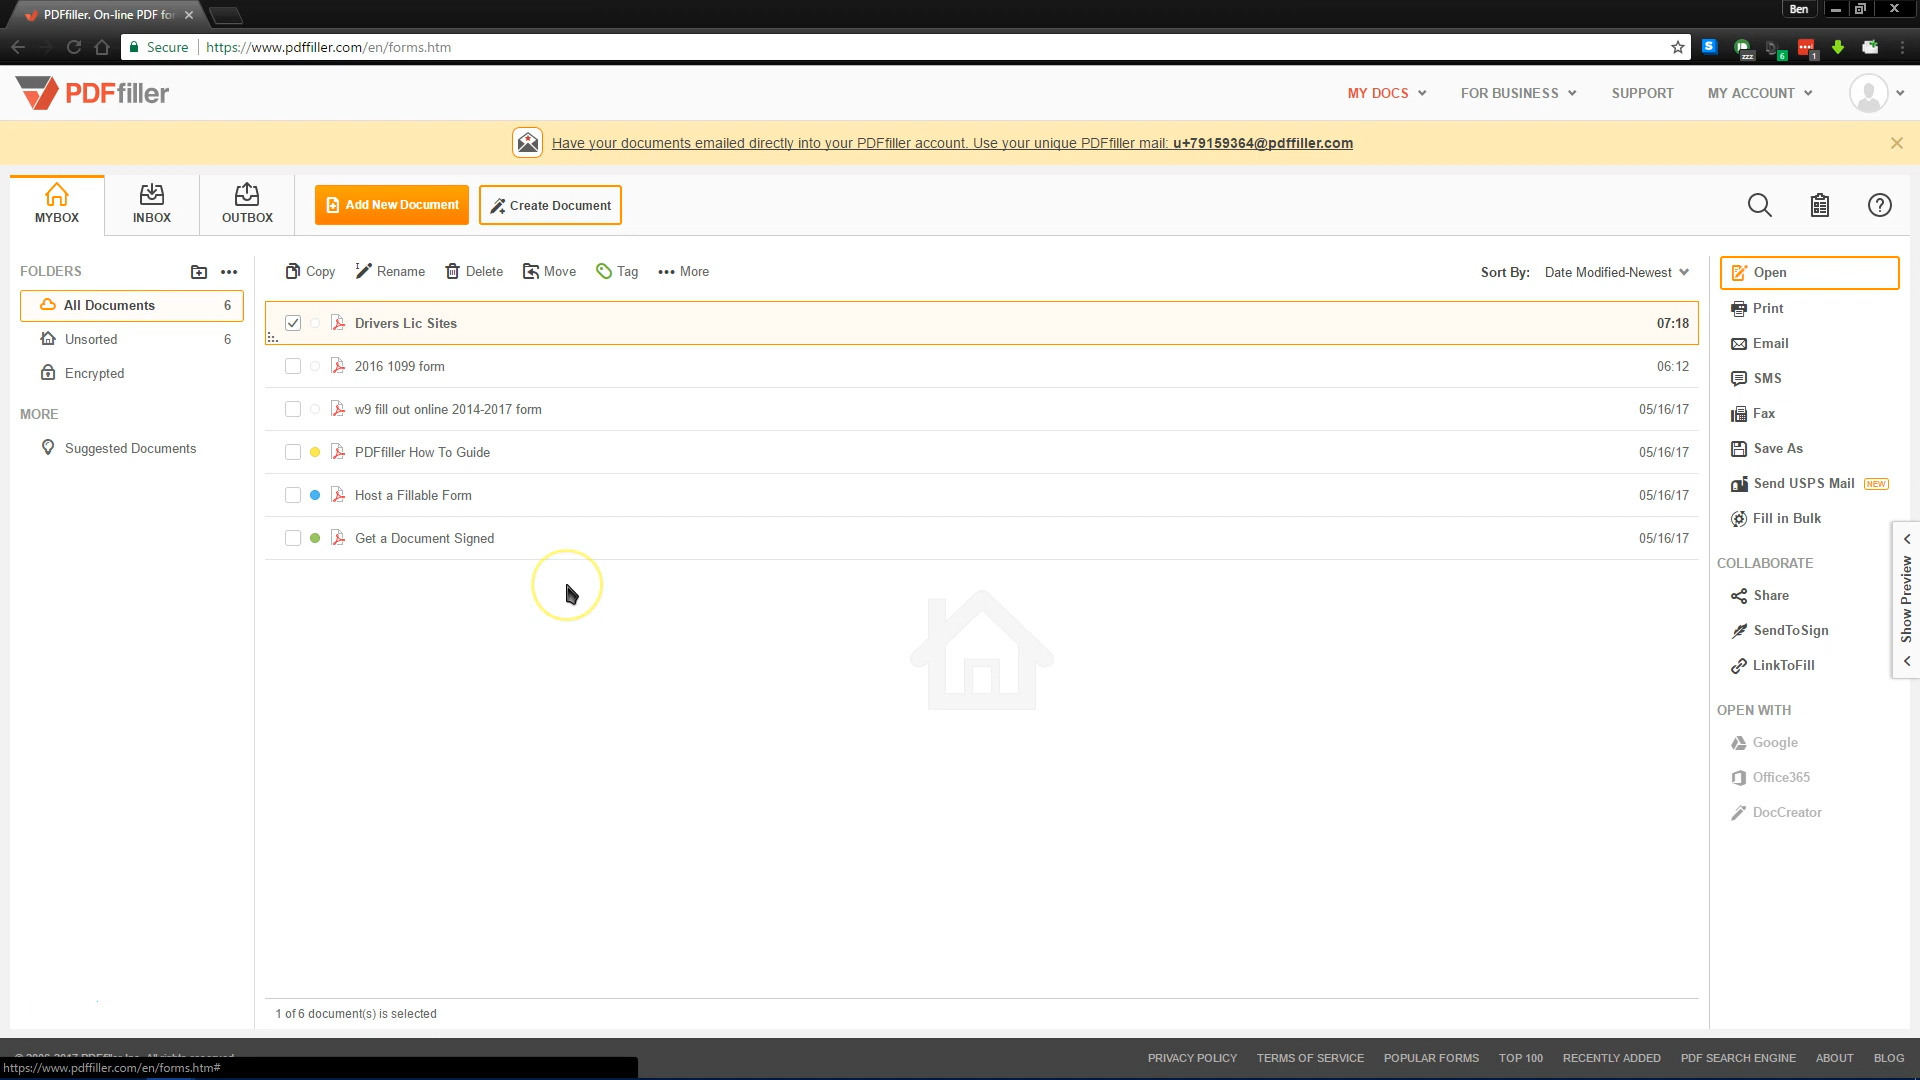 PDFfiller. On-line PDF for
Ben
Secure
https://www.pdffiller.com/en/forms.htm
S
zzz
6
1
PDFfiller
MY DOCS
FOR BUSINESS
SUPPORT
MY ACCOUNT
Have your documents emailed directly into your PDFfiller account. Use your unique PDFfiller mail: u+79159364@pdffiller.com
MYBOX
INBOX
OUTBOX
Add New Document
Create Document
FOLDERS
All Documents 6
Unsorted 6
Encrypted
MORE
Suggested Documents
Copy
Rename
Delete
Move
Tag
More
Sort By: Date Modified-Newest
Drivers Lic Sites 07:18
2016 1099 form 06:12
w9 fill out online 2014-2017 form 05/16/17
PDFfiller How To Guide 05/16/17
Host a Fillable Form 05/16/17
Get a Document Signed 05/16/17
1 of 6 document(s) is selected
Open
Print
Email
SMS
Fax
Save As
Send USPS Mail NEW
Fill in Bulk
COLLABORATE
Share
SendToSign
LinkToFill
OPEN WITH
Google
Office365
DocCreator
Show Preview
https://www.pdffiller.com/en/forms.htm#
PRIVACY POLICY
TERMS OF SERVICE
POPULAR FORMS
TOP 100
RECENTLY ADDED
PDF SEARCH ENGINE
ABOUT
BLOG